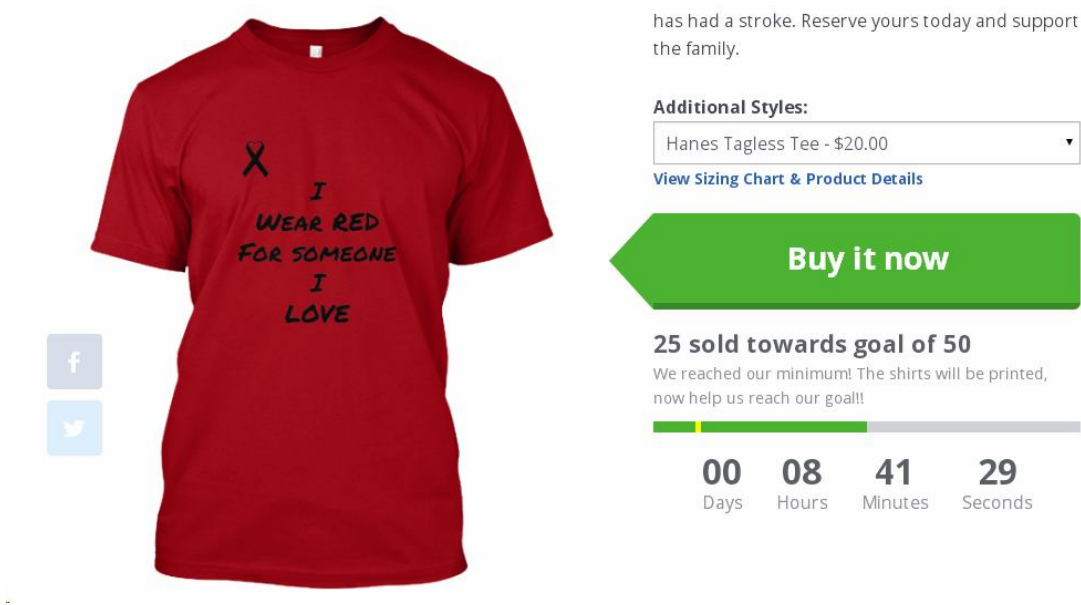 I
WEAR RED
FOR SOMEONE
I
LOVE
has had a stroke. Reserve yours today and support
the family.
Additional Styles:
Hanes Tagless Tee - $20.00
View Sizing Chart & Product Details
Buy it now
25 sold towards goal of 50
We reached our minimum! The shirts will be printed,
now help us reach our goal!!
00 08 41 29
Days Hours Minutes Seconds